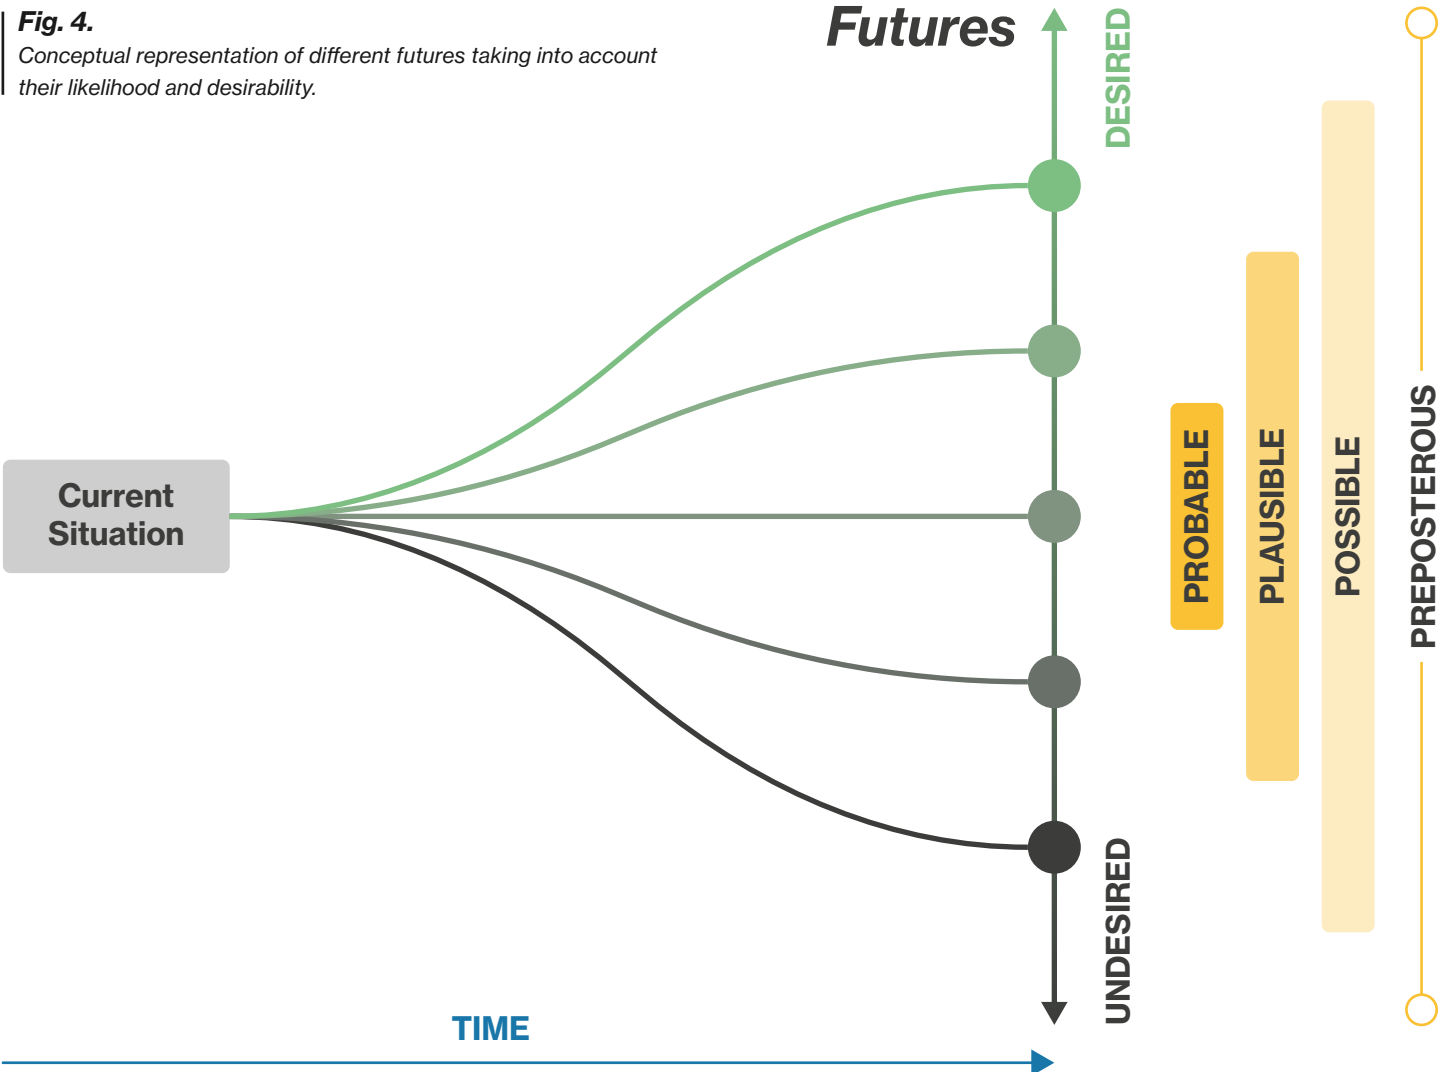 Fig. 4.
Conceptual representation of different futures taking into account
their likelihood and desirability.
Futures
DESIRED
Current
Situation
PROBABLE
PLAUSIBLE
POSSIBLE
PREPOSTEROUS
UNDESIRED
TIME